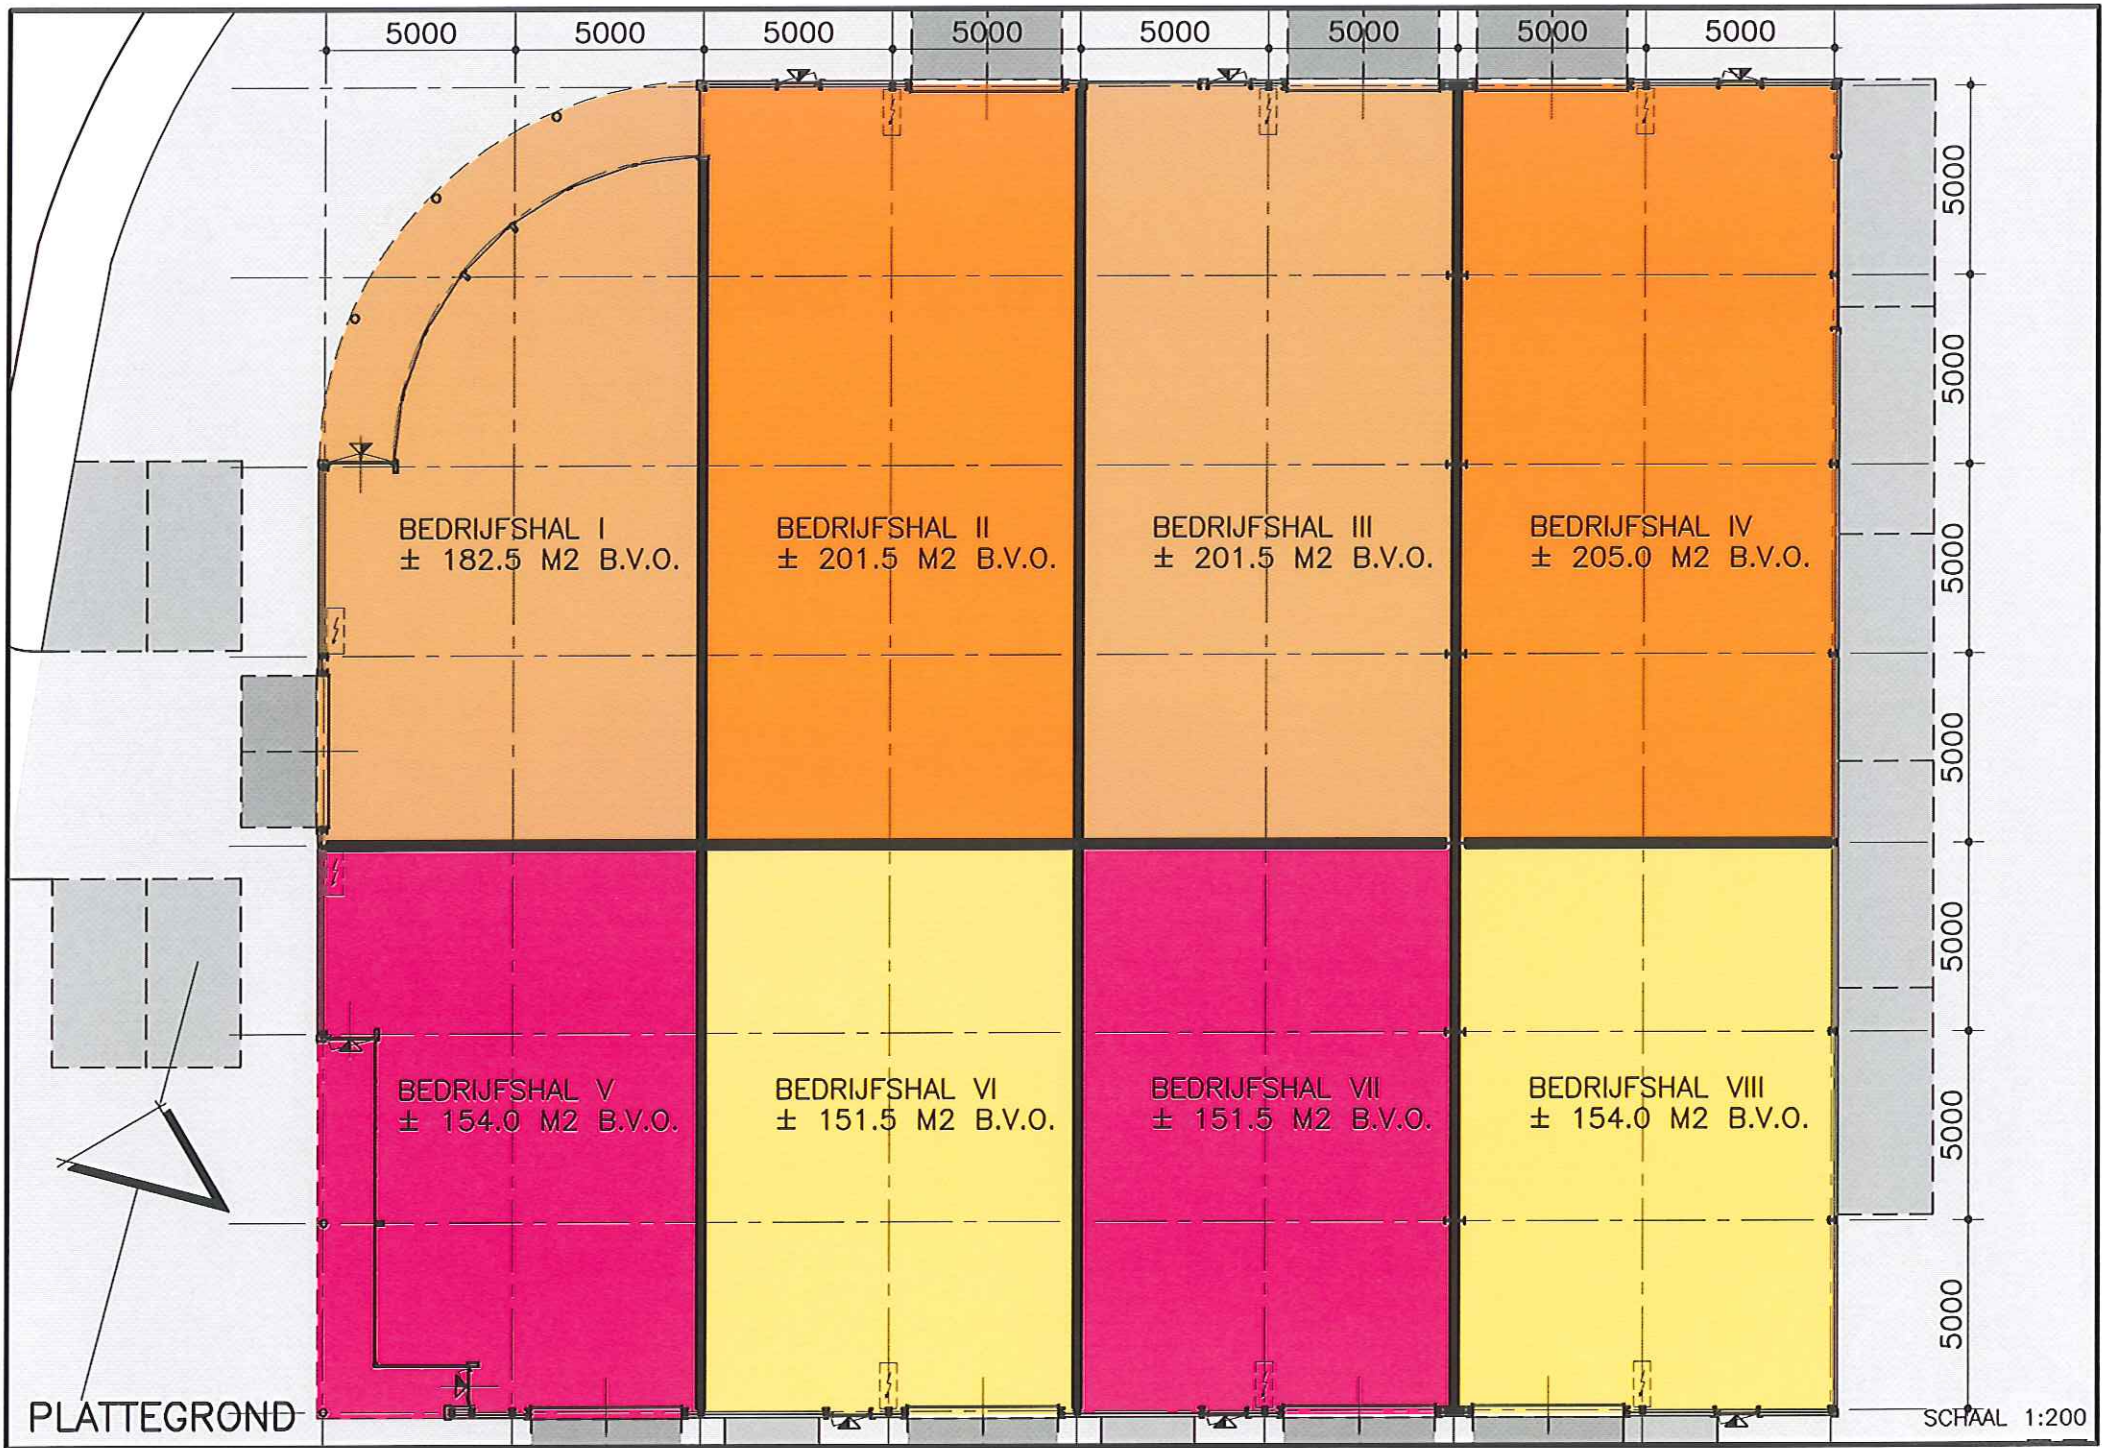 5000 5000 5000 5000 5000 5000 5000 5000
5000
5000
5000
5000
5000
5000
5000
BEDRIJFSHAL I
± 182.5 M2 B.V.O.
BEDRIJFSHAL II
± 201.5 M2 B.V.O.
BEDRIJFSHAL III
± 201.5 M2 B.V.O.
BEDRIJFSHAL IV
± 205.0 M2 B.V.O.
BEDRIJFSHAL V
± 154.0 M2 B.V.O.
BEDRIJFSHAL VI
± 151.5 M2 B.V.O.
BEDRIJFSHAL VII
± 151.5 M2 B.V.O.
BEDRIJFSHAL VIII
± 154.0 M2 B.V.O.
PLATTEGROND
SCHAAL 1:200